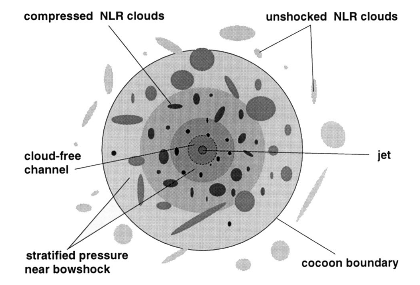 compressed NLR clouds
unshocked NLR clouds
cloud-free
channel
jet
stratified pressure
near bowshock
cocoon boundary